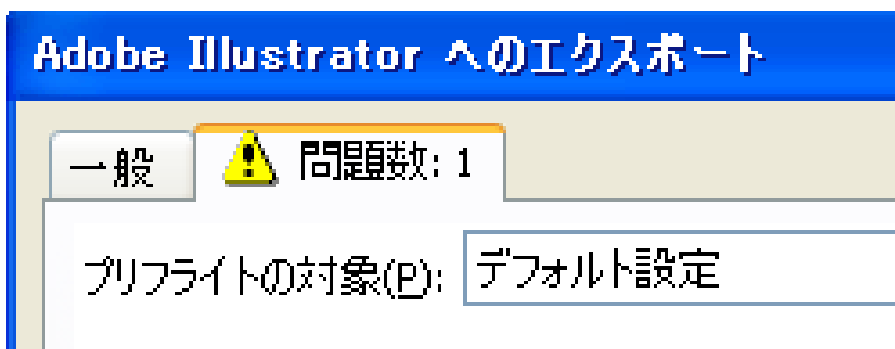 Adobe Illustrator へのエクスポート
一般
問題数: 1
プリフライトの対象(P): デフォルト設定